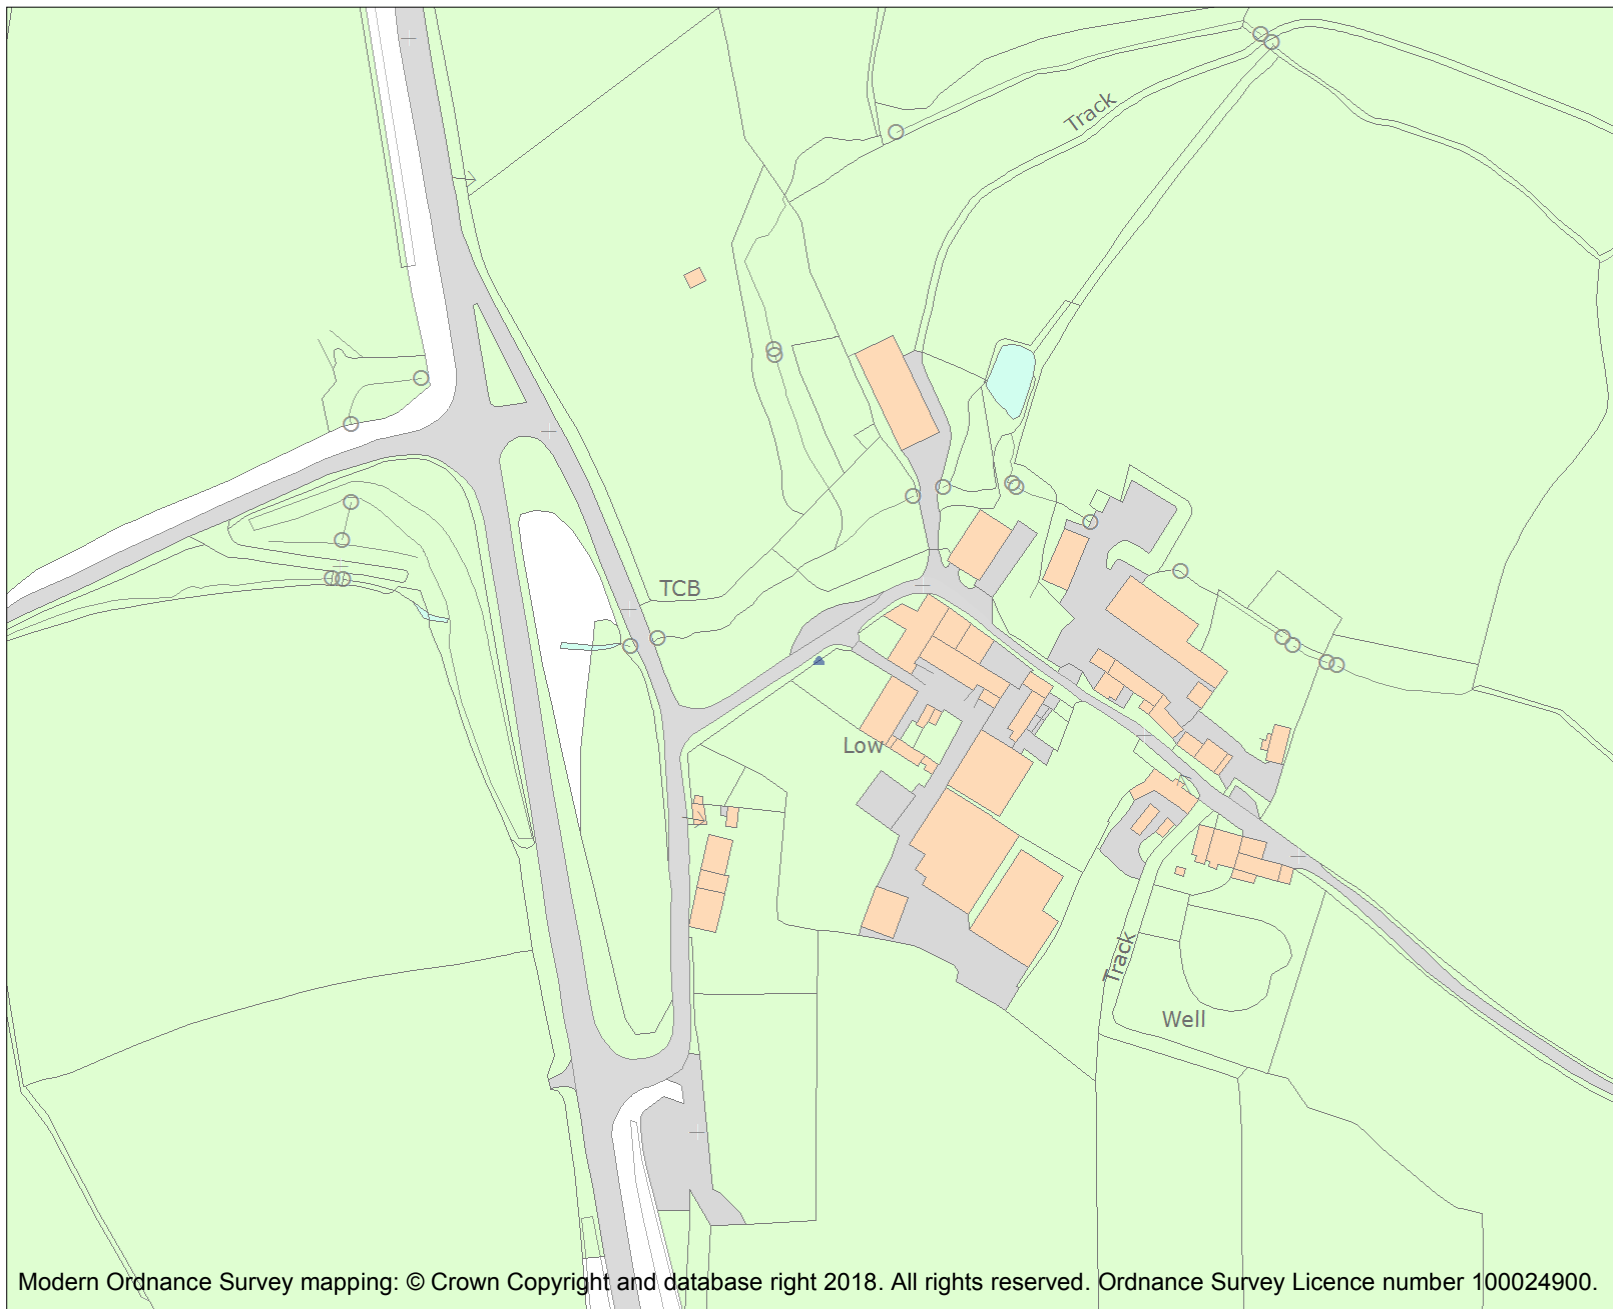 Track
TCB
Low
Track
Well
Modern Ordnance Survey mapping: © Crown Copyright and database right 2018. All rights reserved. Ordnance Survey Licence number 100024900.